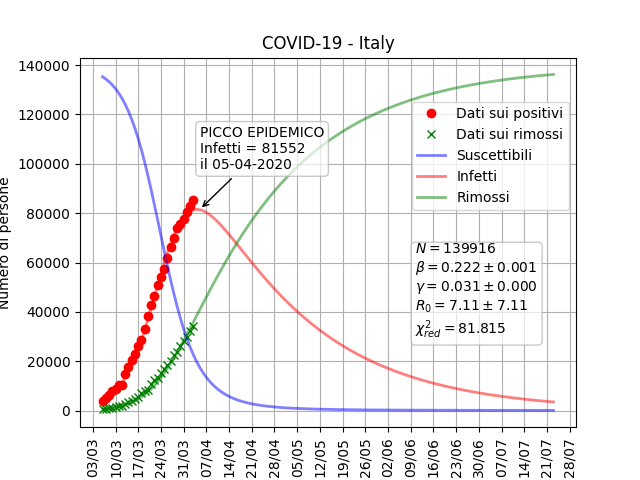 COVID-19 - Italy
Numero di persone
140000
120000
100000
80000
60000
40000
20000
0
PICCO EPIDEMICO
Infetti = 81552
il 05-04-2020
Dati sui positivi
Dati sui rimossi
Suscettibili
Infetti
Rimossi
N = 139916
β = 0.222 ± 0.001
γ = 0.031 ± 0.000
R₀ = 7.11 ± 7.11
χ²red = 81.815
03/03 10/03 17/03 24/03 31/03 07/04 14/04 21/04 28/04 05/05 12/05 19/05 26/05 02/06 09/06 16/06 23/06 30/06 07/07 14/07 21/07 28/07